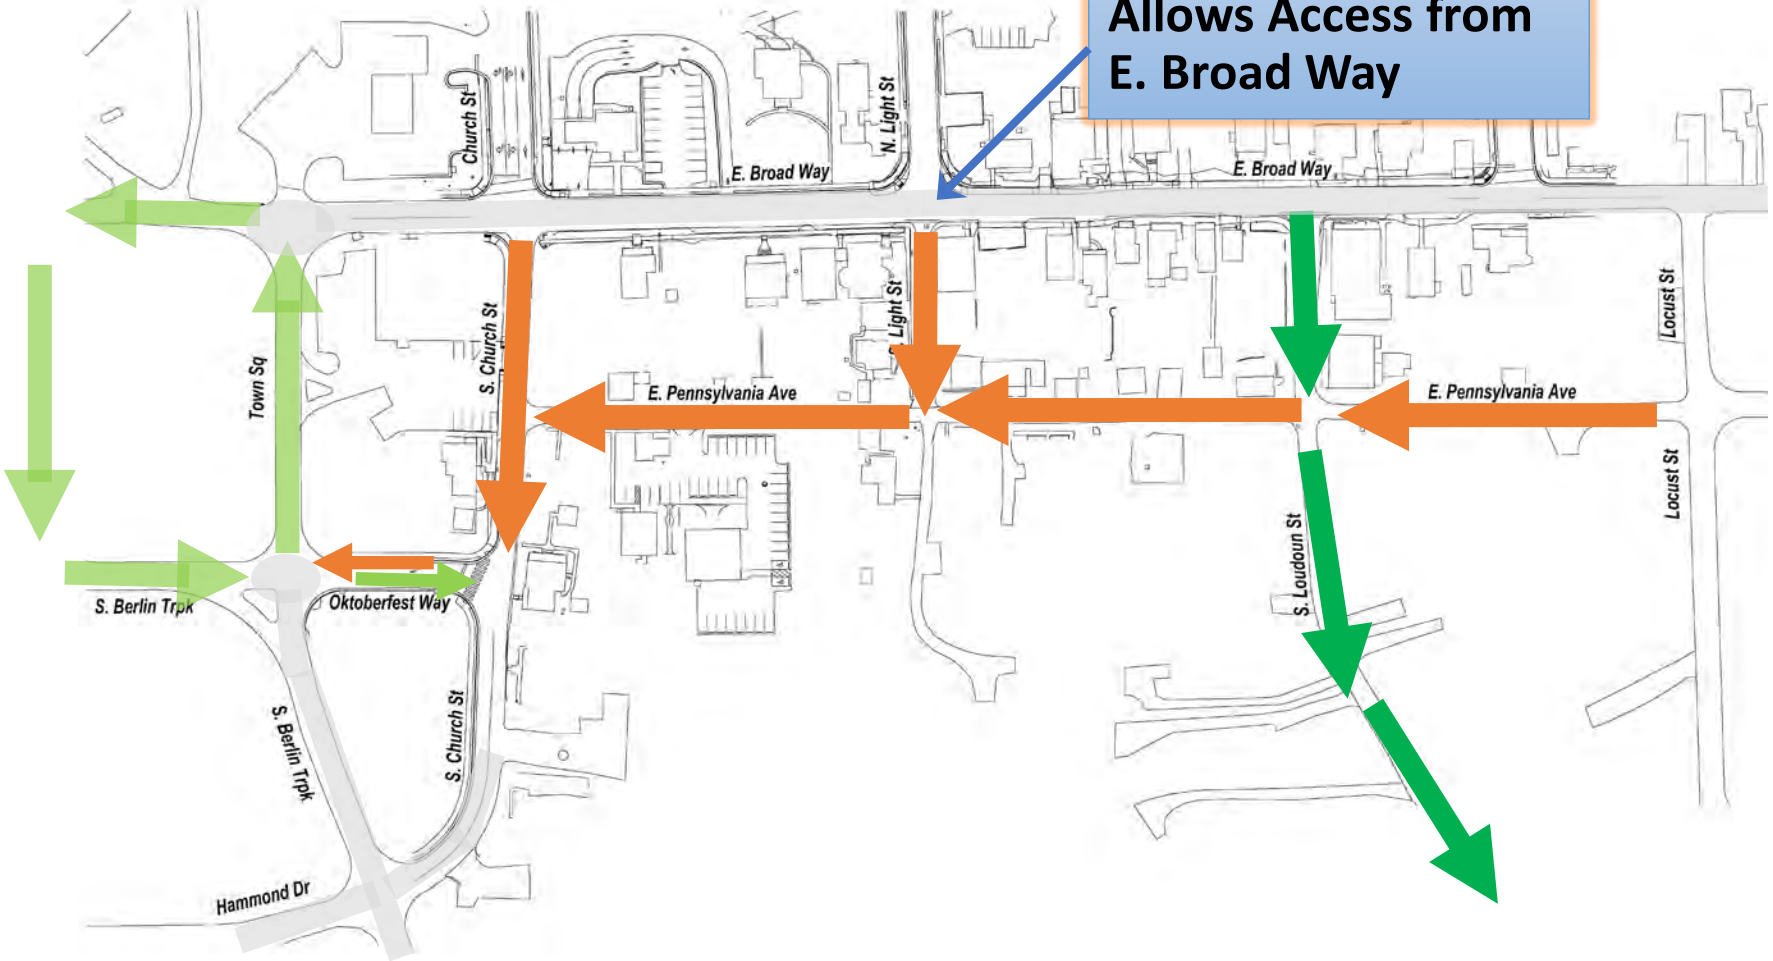 Allows Access from
E. Broad Way
Church St
N. Light St
E. Broad Way
E. Broad Way
S. Church St
Light St
Locust St
Town Sq
E. Pennsylvania Ave
E. Pennsylvania Ave
Locust St
S. Loudoun St
S. Berlin Trpk
Oktoberfest Way
S. Berlin Trpk
S. Church St
Hammond Dr